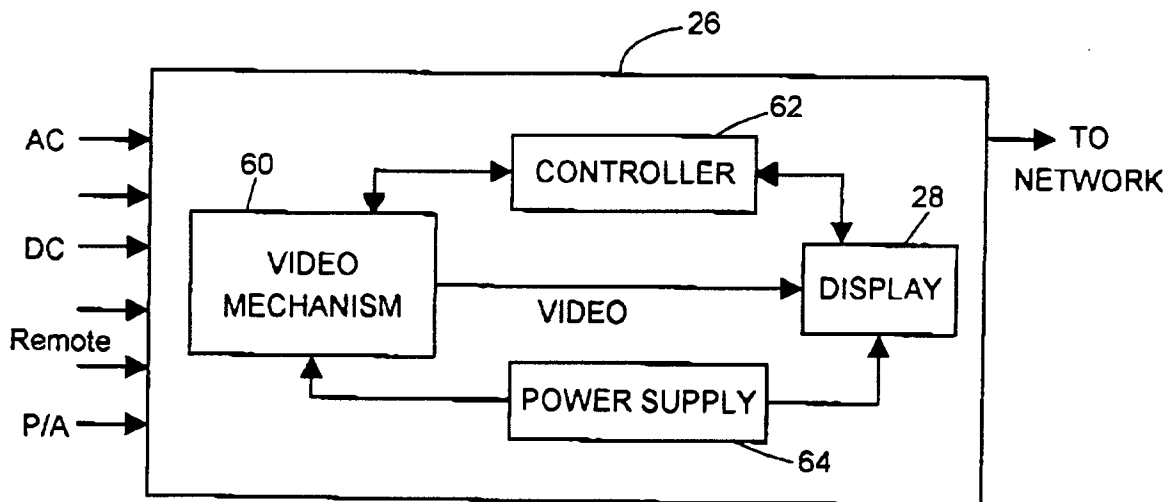 26
AC
62
TO
NETWORK
60
CONTROLLER
28
DC
VIDEO
MECHANISM
DISPLAY
VIDEO
Remote
POWER SUPPLY
P/A
64